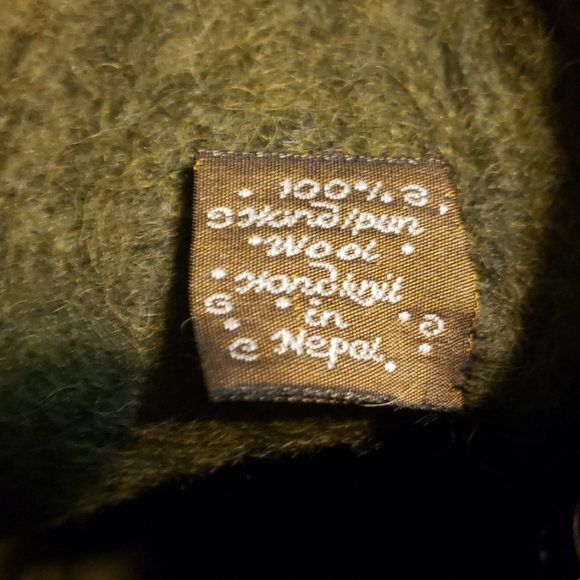 100%
Handspun
Wool
Handknit
in
Nepal